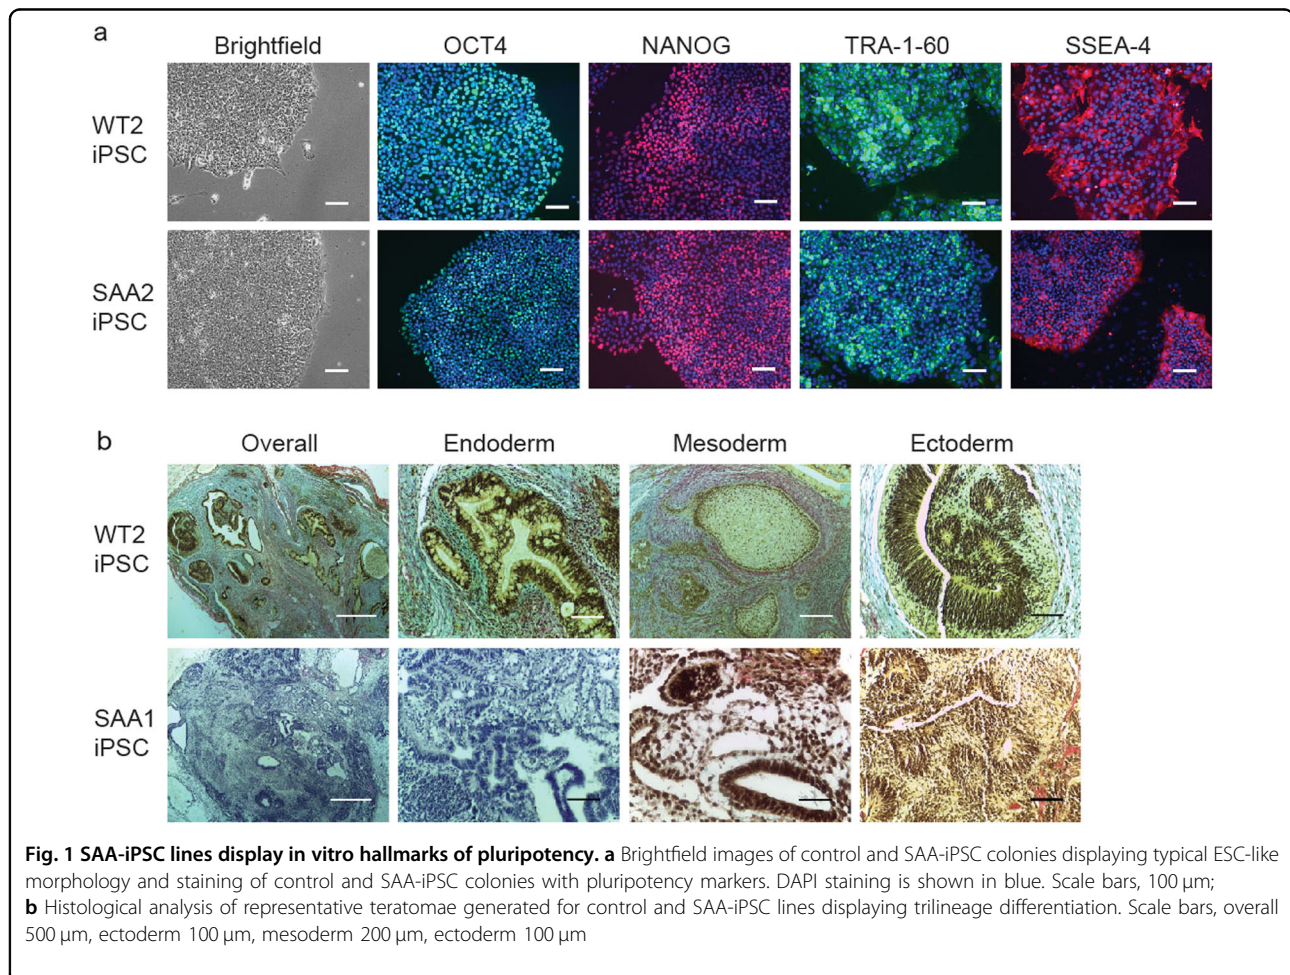 a
Brightfield OCT4 NANOG TRA-1-60 SSEA-4
WT2
iPSC
SAA2
iPSC
b
Overall Endoderm Mesoderm Ectoderm
WT2
iPSC
SAA1
iPSC
Fig. 1 SAA-iPSC lines display in vitro hallmarks of pluripotency. a Brightfield images of control and SAA-iPSC colonies displaying typical ESC-like
morphology and staining of control and SAA-iPSC colonies with pluripotency markers. DAPI staining is shown in blue. Scale bars, 100 μm;
b Histological analysis of representative teratomae generated for control and SAA-iPSC lines displaying trilineage differentiation. Scale bars, overall
500 μm, ectoderm 100 μm, mesoderm 200 μm, ectoderm 100 μm